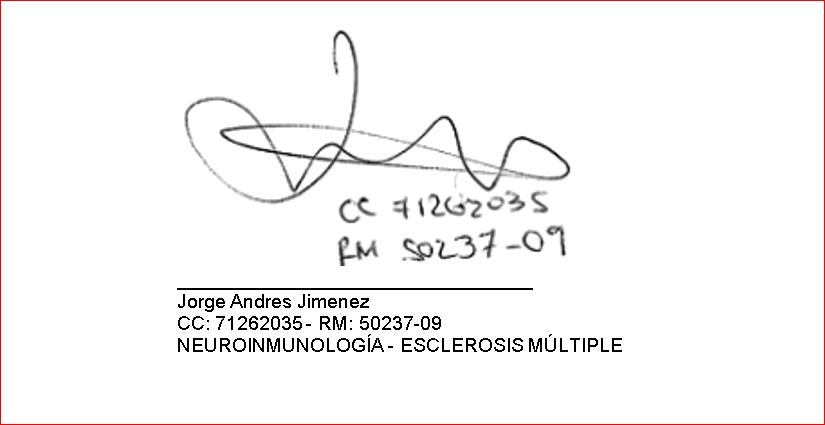 CC 71262035
RM 50237-09
Jorge Andres Jimenez
CC: 71262035 - RM: 50237-09
NEUROINMUNOLOGÍA - ESCLEROSIS MÚLTIPLE